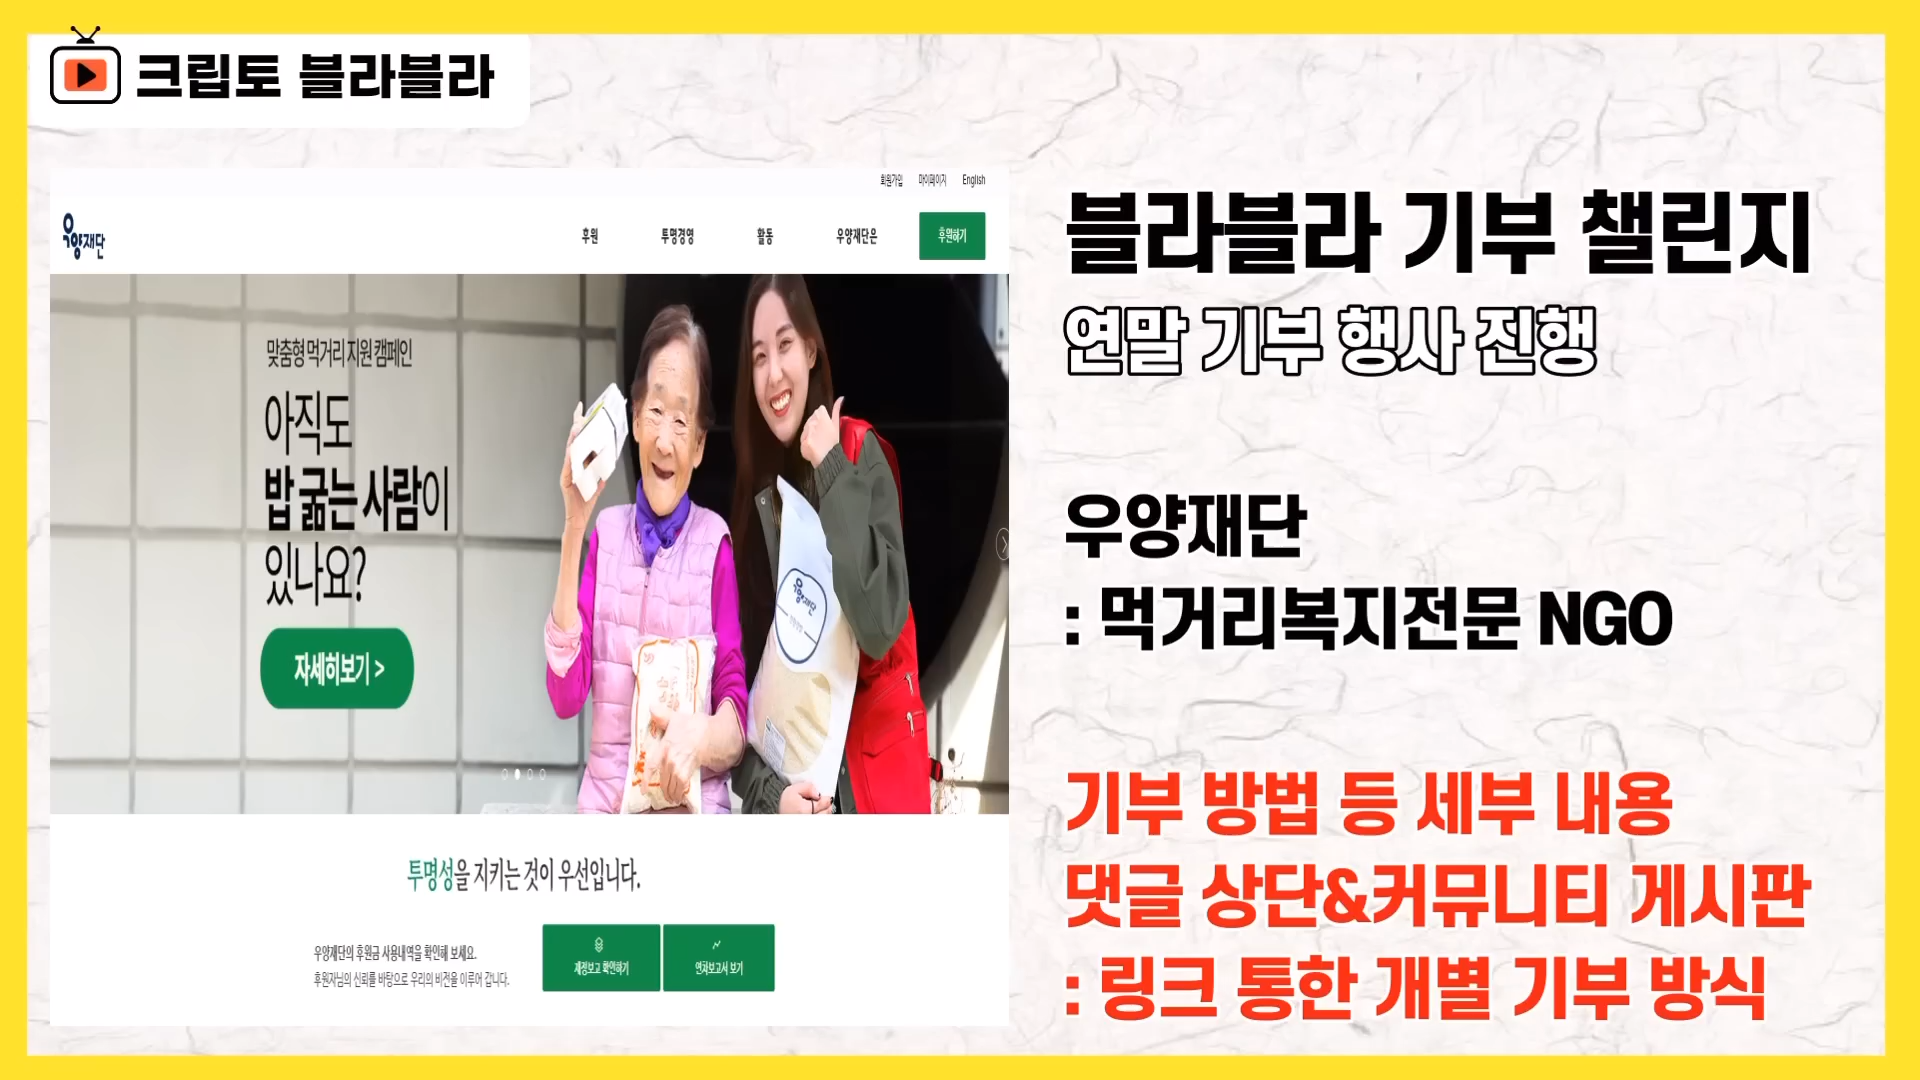 크립토 블라블라
회원가입 마이페이지 English
우양재단
후원 투명경영 활동 우양재단은 후원하기
맞춤형 먹거리 지원 캠페인
아직도
밥 굶는 사람이
있나요?
자세히보기 >
우양재단
투명성을 지키는 것이 우선입니다.
우양재단의 후원금 사용내역을 확인해 보세요.
후원자님의 신뢰를 바탕으로 우리의 비전을 이루어 갑니다.
재정보고 확인하기
연차보고서 보기
블라블라 기부 챌린지
연말 기부 행사 진행
우양재단
: 먹거리복지전문 NGO
기부 방법 등 세부 내용
댓글 상단&커뮤니티 게시판
: 링크 통한 개별 기부 방식